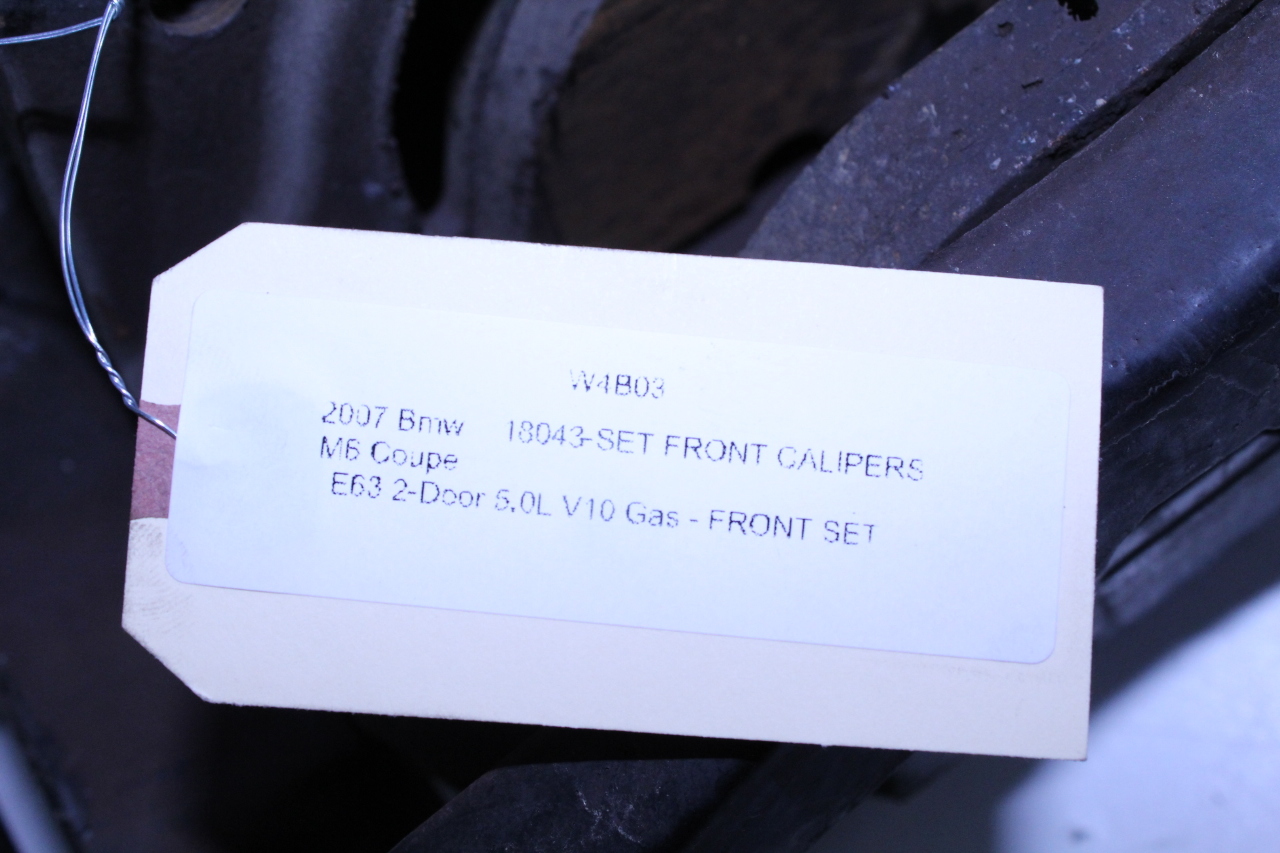 W4B03
2007 Bmw 18043-SET FRONT CALIPERS
M6 Coupe
E63 2-Door 5.0L V10 Gas - FRONT SET